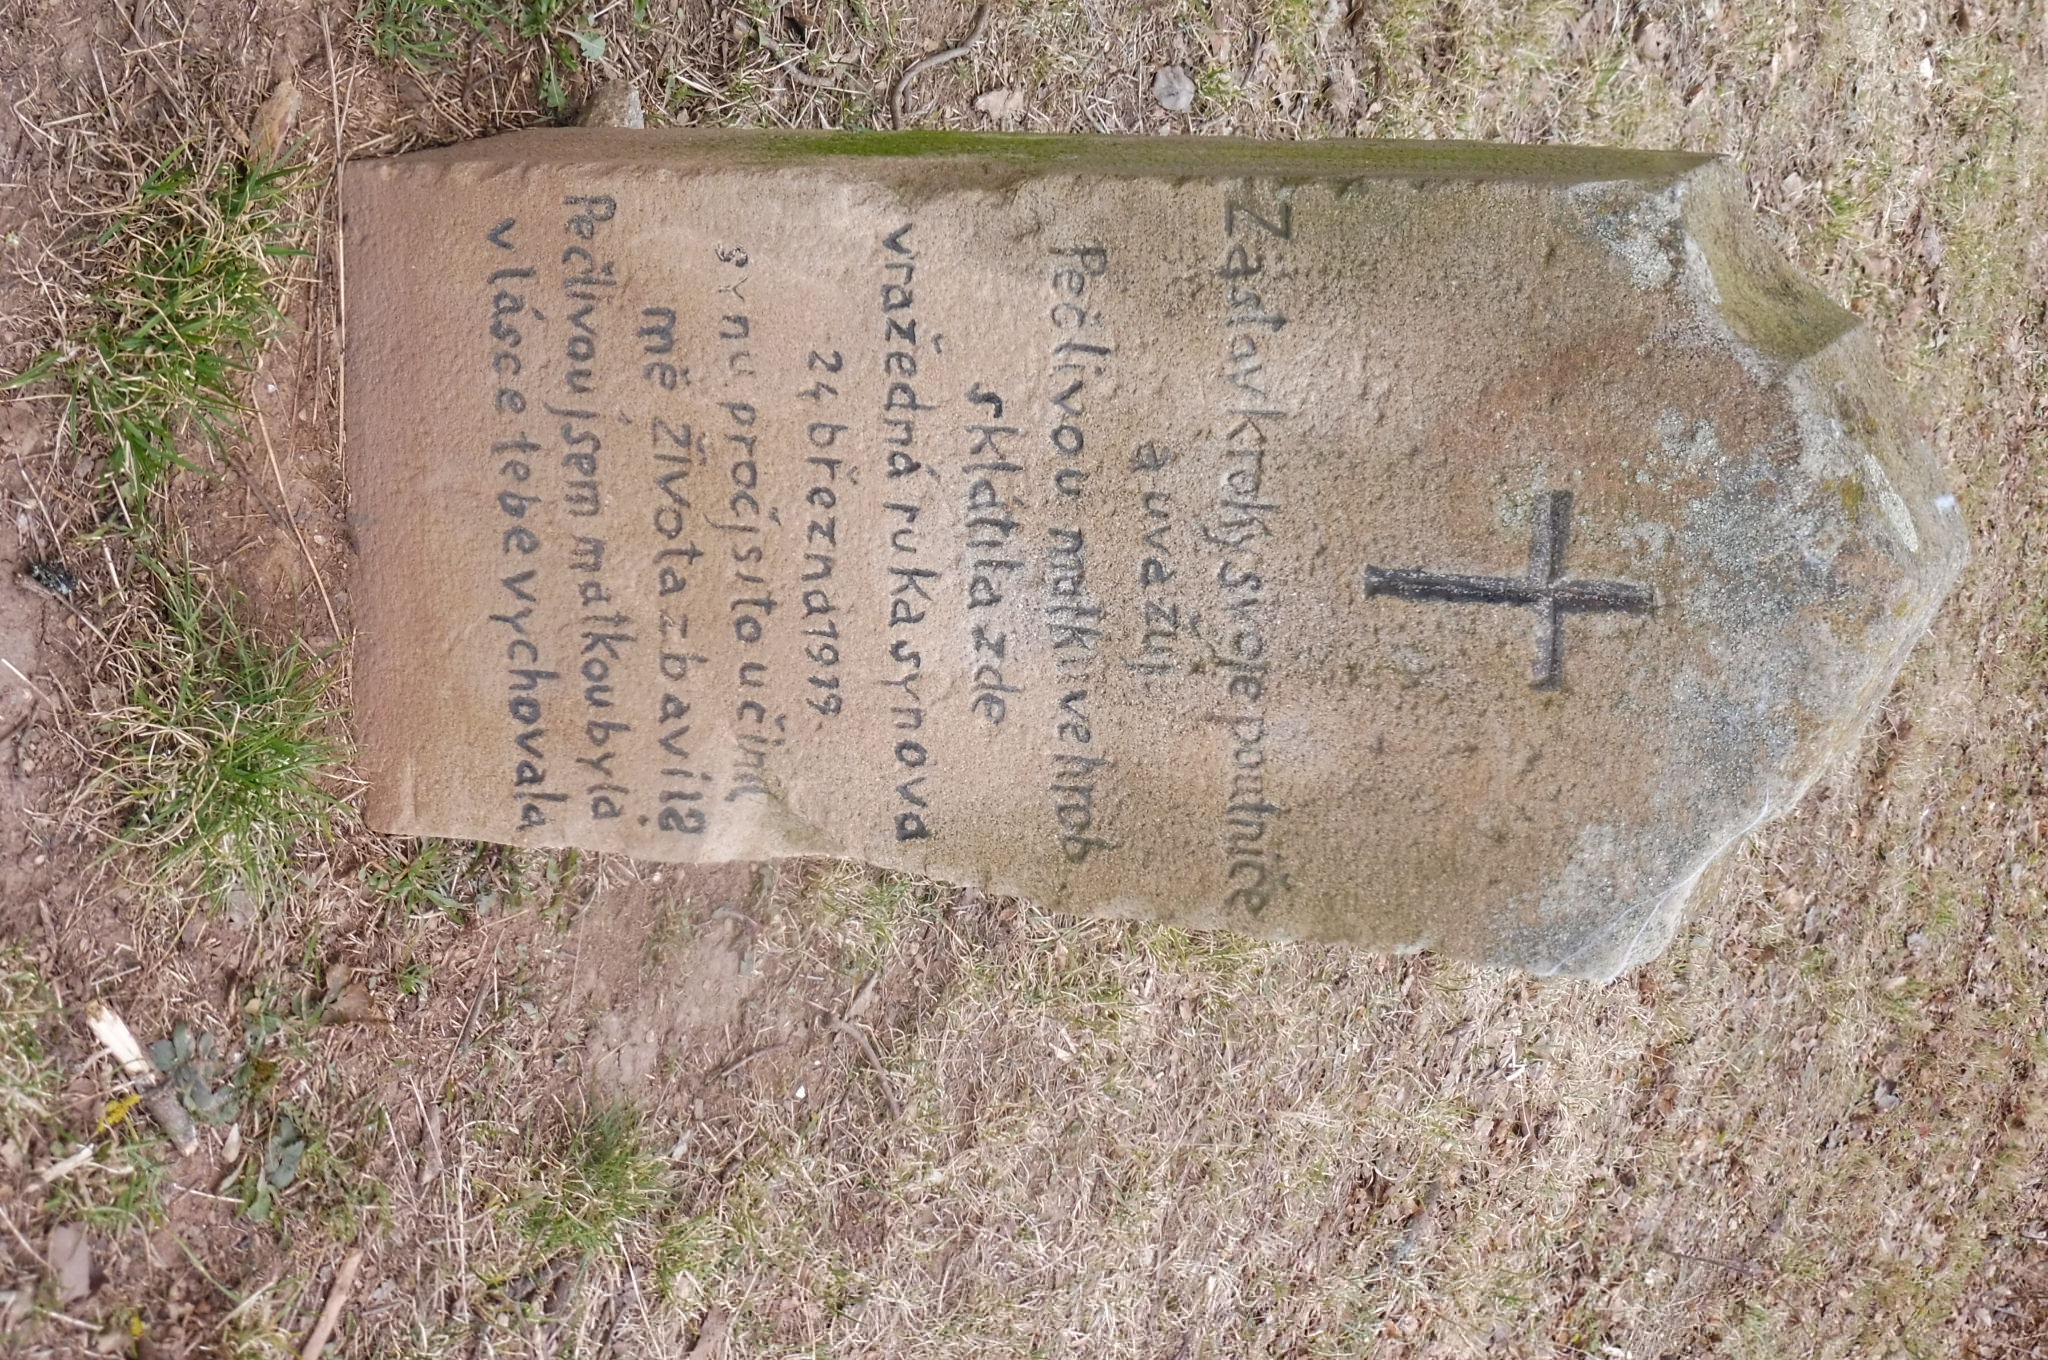 Zastav kroky svoje poutniče
a uvažuj.
Pečlivou matku ve hrob
sklátila zde
vražedná ruka synova
24 března 1919.
synu proč jsi to učinil
mě života zbavil?
Pečlivou jsem matkou byla
v lásce tebe vychovala